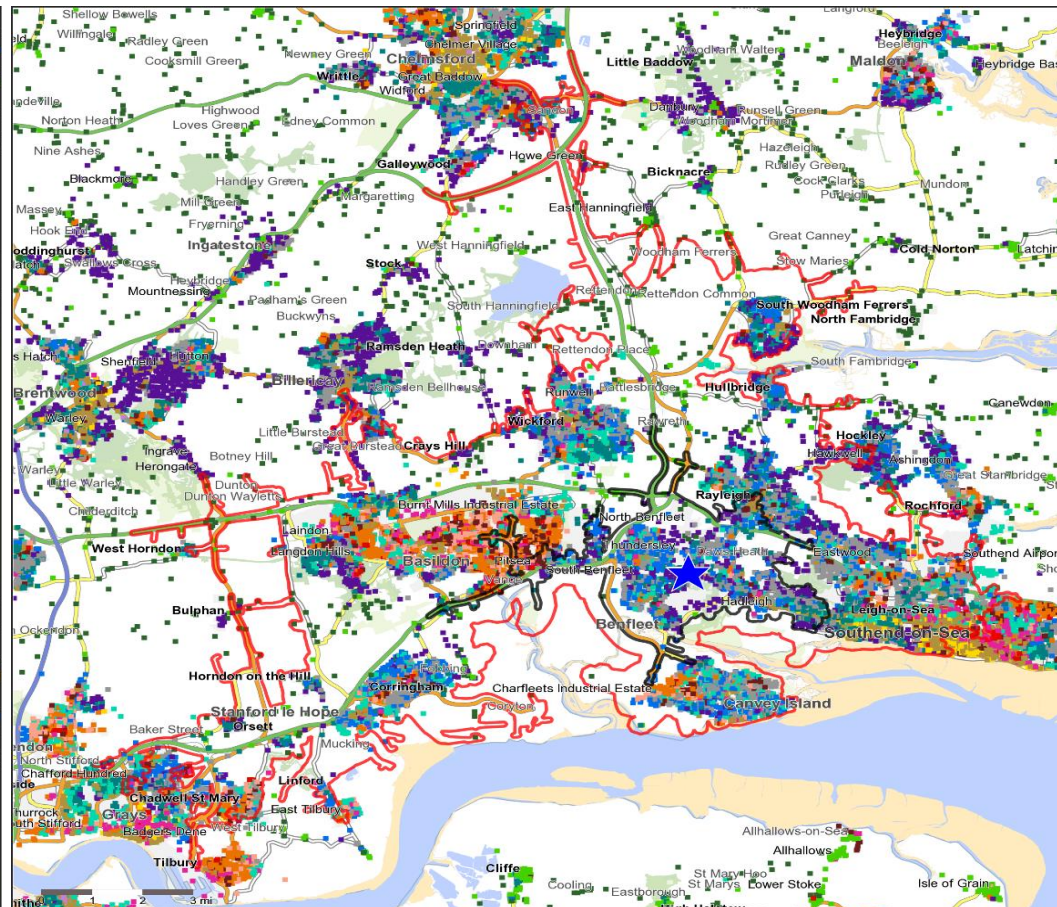 Shellow Bowells
Willingale
Radley Green
Cooksmill Green
Newney Green
Springfield
Chelmer Village
Chelmsford
Great Baddow
Writtle
Widford
Little Baddow
Woodham Walter
Heybridge
Beeleigh
Maldon
Heybridge Bas
Norton Heath
Highwood
Loves Green
Edney Common
Danbury
Runsell Green
Woodham Mortimer
Nine Ashes
Galleywood
Howe Green
Hazeleigh
Rudley Green
Blackmore
Handley Green
Margaretting
Bicknacre
Cock Clarks
Purleigh
Mundon
Mill Green
Fryerning
East Hanningfield
Hook End
Ingatestone
West Hanningfield
Great Canney
Cold Norton
Latchin
Swallows Cross
Stock
Woodham Ferrers
Stow Maries
Heybridge
Mountnessing
Padham's Green
Buckwyns
South Hanningfield
Rettendon Common
South Woodham Ferrers
North Fambridge
Shenfield
Hutton
Ramsden Heath
Downham
Rettendon Place
South Fambridge
Billericay
Brentwood
Ramsden Bellhouse
Runwell
Battlesbridge
Hullbridge
Warley
Wickford
Rawreth
Canewdon
Little Burstead
Great Burstead
Crays Hill
Ingrave
Botney Hill
Herongate
Hockley
Hawkwell
Ashingdon
Little Warley
Dunton
Dunton Wayletts
Great Stambridge
Childerditch
Burnt Mills Industrial Estate
Rayleigh
Rochford
Laindon
North Benfleet
West Horndon
Langdon Hills
Basildon
Pitsea
Thundersley
Daws Heath
Eastwood
Southend Airpor
Vange
South Benfleet
Bulphan
Hadleigh
Leigh-on-Sea
Benfleet
Southend-on-Sea
Ockendon
Horndon on the Hill
Fobbing
Corringham
Charfleets Industrial Estate
Canvey Island
Stanford le Hope
Coryton
Baker Street
Orsett
Mucking
North Stifford
Chafford Hundred
Linford
Chadwell St Mary
East Tilbury
Grays
Badgers Dene
West Tilbury
Tilbury
Allhallows-on-Sea
Allhallows
Cliffe
Cooling
St Mary Hoo
St Marys
Lower Stoke
Eastborough
Isle of Grain
High Halstow
1 2 3 mi